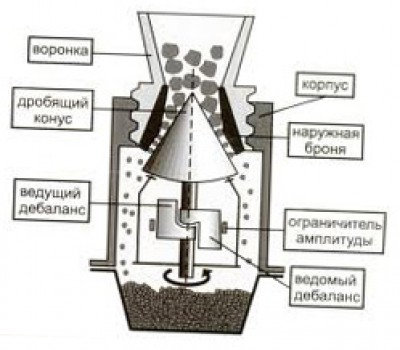 воронка
корпус
дробящий
конус
наружная
броня
ведущий
дебаланс
ограничитель
амплитуды
ведомый
дебаланс